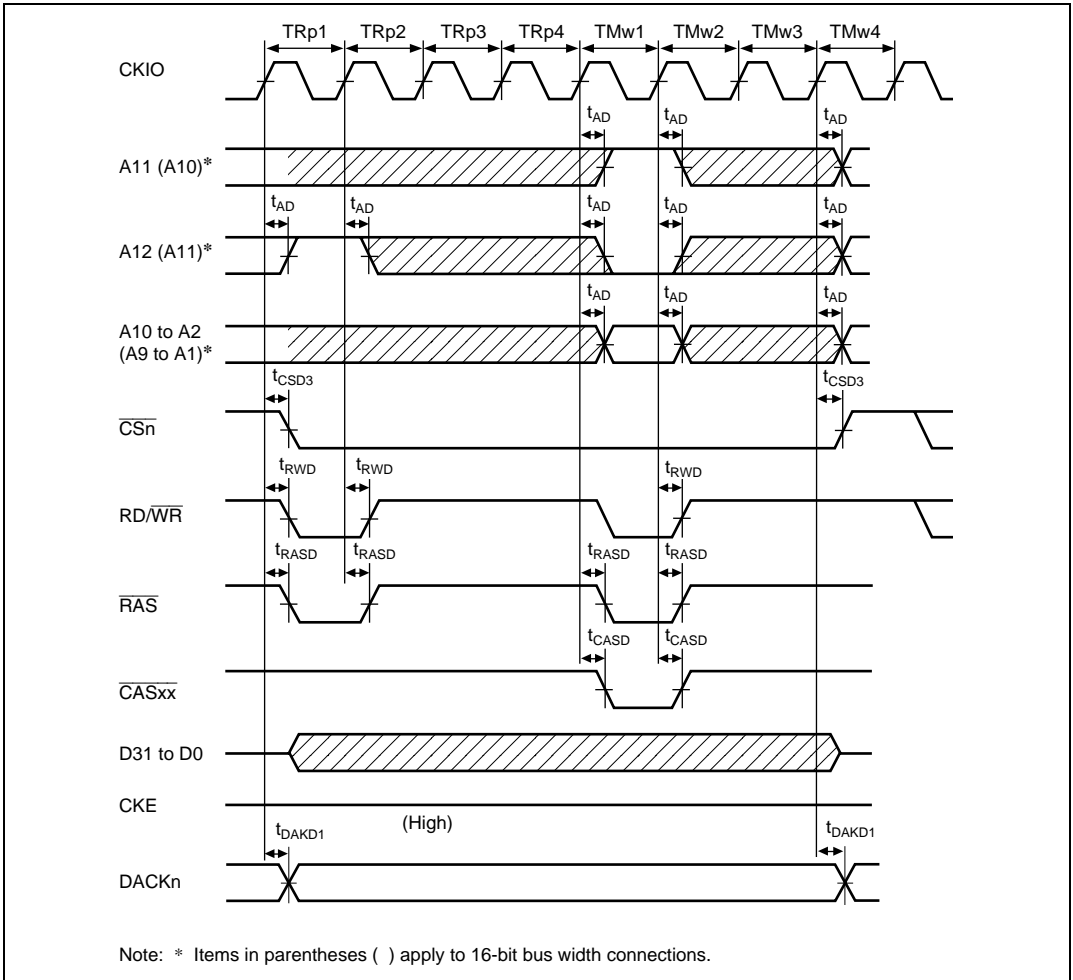 TRp1 TRp2 TRp3 TRp4 TMw1 TMw2 TMw3 TMw4
CKIO
tAD tAD tAD
A11 (A10)*
tAD tAD tAD tAD tAD
A12 (A11)*
tAD tAD tAD
A10 to A2
(A9 to A1)*
tCSD3 tCSD3
CSn
tRWD tRWD tRWD
RD/WR
tRASD tRASD tRASD tRASD
RAS
tCASD tCASD
CASxx
D31 to D0
CKE
(High)
tDAKD1 tDAKD1
DACKn
Note: * Items in parentheses ( ) apply to 16-bit bus width connections.